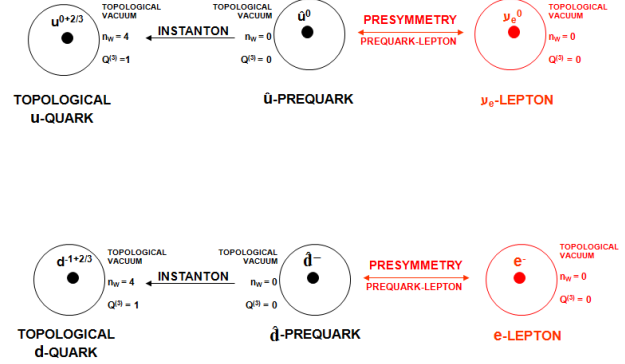 TOPOLOGICAL
VACUUM
u0+2/3
nW = 4
Q(3) =1
INSTANTON
TOPOLOGICAL
VACUUM
nW = 0
Q(3) = 0
û0
PRESYMMETRY
PREQUARK-LEPTON
νe0
TOPOLOGICAL
VACUUM
nW = 0
Q(3) = 0
TOPOLOGICAL
u-QUARK
û-PREQUARK
νe-LEPTON
d-1+2/3
TOPOLOGICAL
VACUUM
nW = 4
Q(3) = 1
INSTANTON
TOPOLOGICAL
VACUUM
nW = 0
Q(3) = 0
d̂−
PRESYMMETRY
PREQUARK-LEPTON
e-
TOPOLOGICAL
VACUUM
nW = 0
Q(3) = 0
TOPOLOGICAL
d-QUARK
d̂-PREQUARK
e-LEPTON